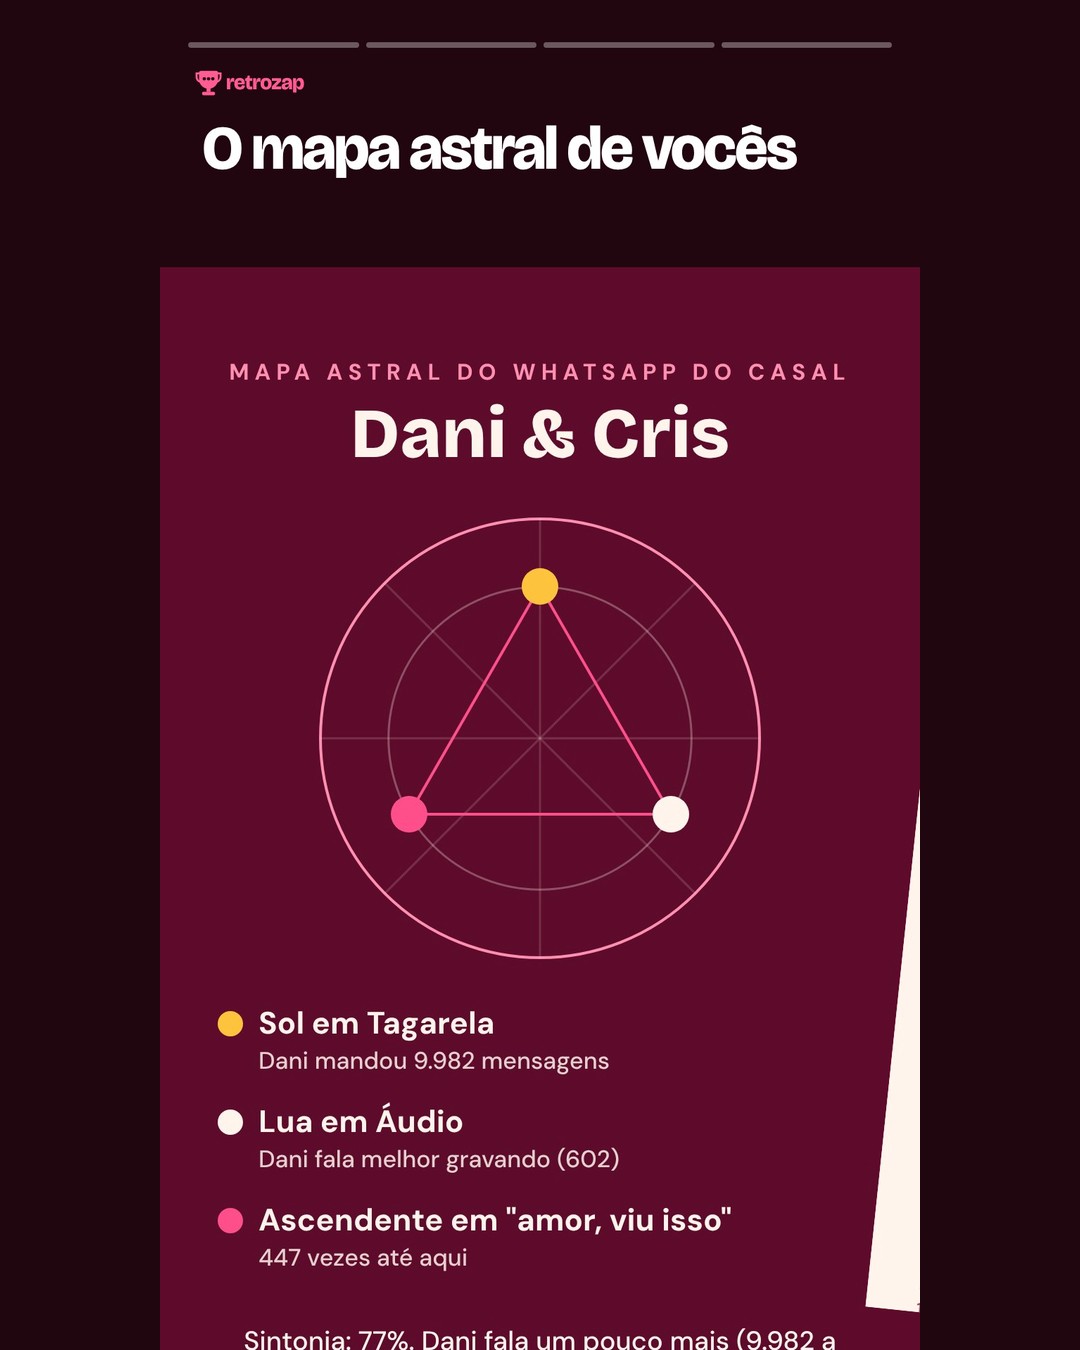 retrozap
O mapa astral de vocês
MAPA ASTRAL DO WHATSAPP DO CASAL
Dani & Cris
Sol em Tagarela
Dani mandou 9.982 mensagens
Lua em Áudio
Dani fala melhor gravando (602)
Ascendente em "amor, viu isso"
447 vezes até aqui
Sintonia: 77%. Dani fala um pouco mais (9.982 a